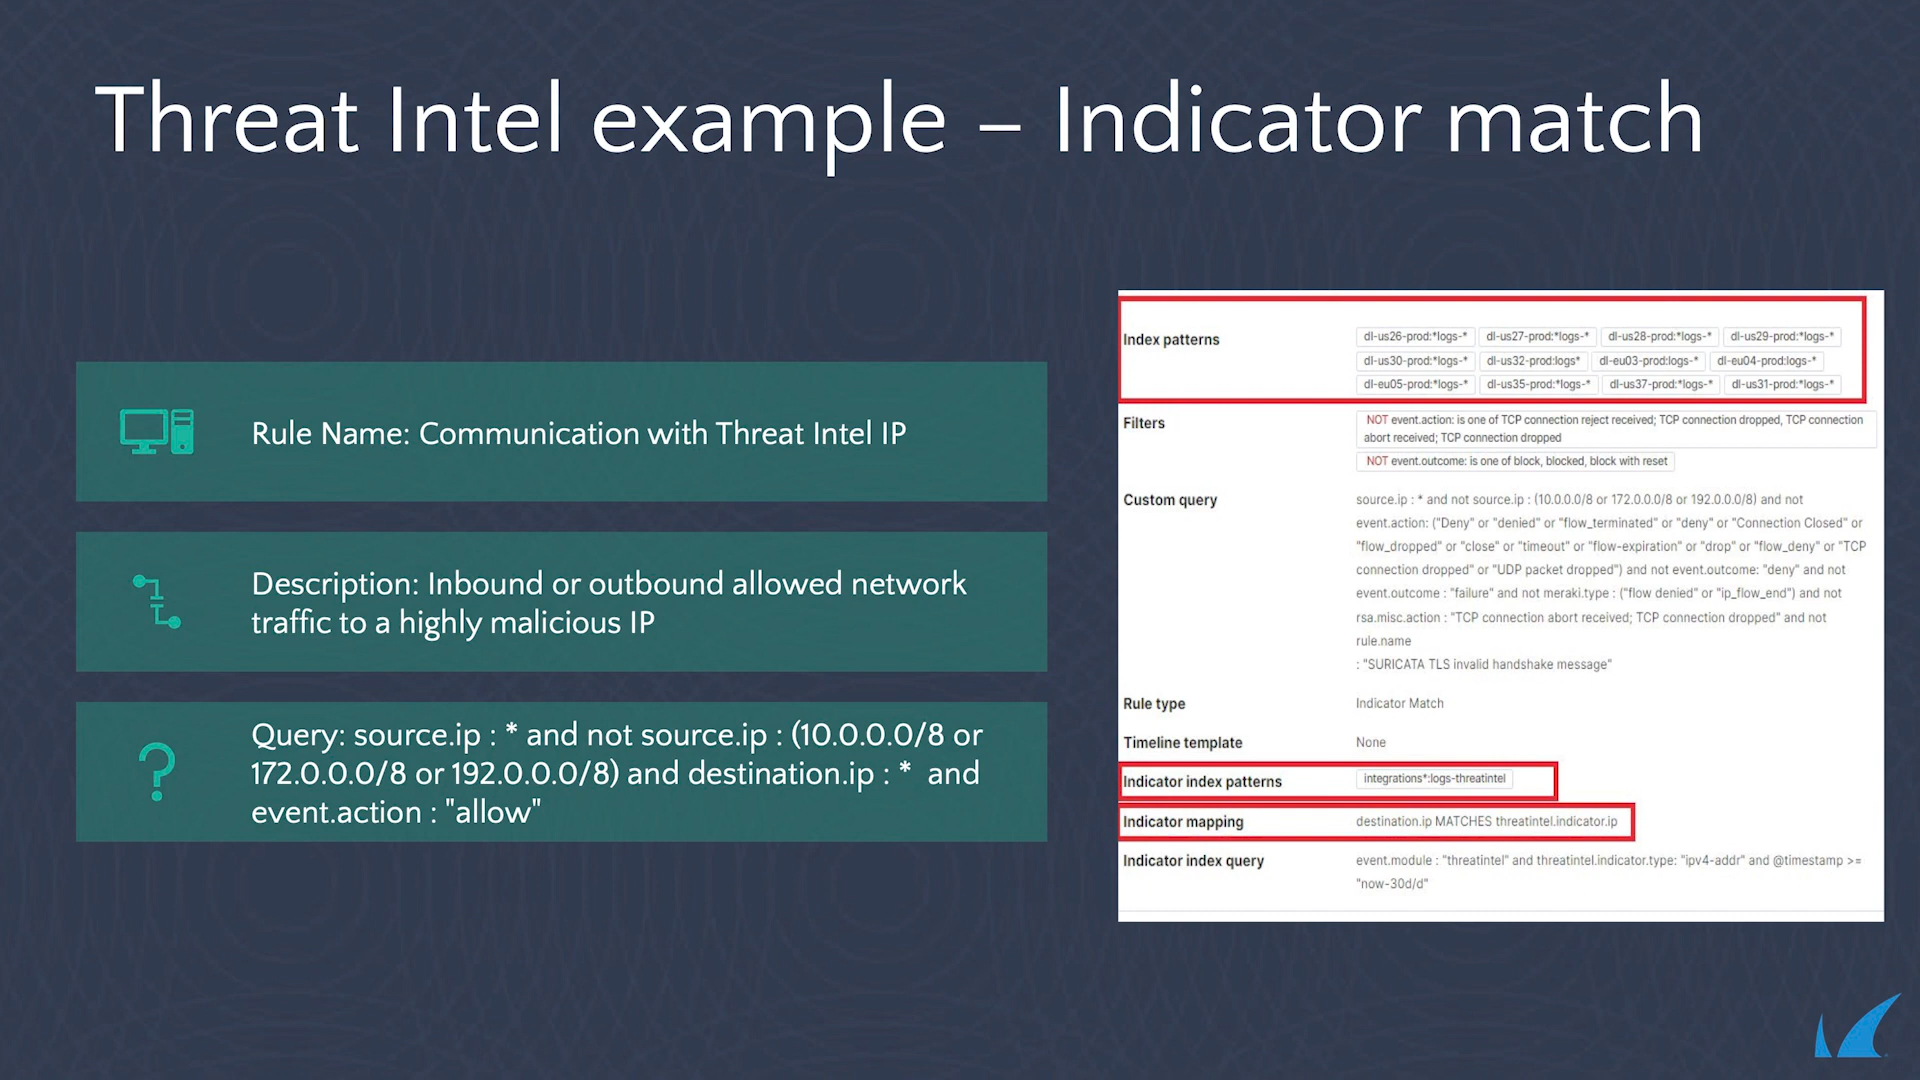 Threat Intel example – Indicator match
Rule Name: Communication with Threat Intel IP
Description: Inbound or outbound allowed network
traffic to a highly malicious IP
Query: source.ip : * and not source.ip : (10.0.0.0/8 or
172.0.0.0/8 or 192.0.0.0/8) and destination.ip : * and
event.action : "allow"
Index patterns
dl-us26-prod:*logs-* dl-us27-prod:*logs-* dl-us28-prod:*logs-* dl-us29-prod:*logs-*
dl-us30-prod:*logs-* dl-us32-prod:logs* dl-eu03-prod:logs-* dl-eu04-prod:logs-*
dl-eu05-prod:*logs-* dl-us35-prod:*logs-* dl-us37-prod:*logs-* dl-us31-prod:*logs-*
Filters
NOT event.action: is one of TCP connection reject received; TCP connection dropped, TCP connection
abort received; TCP connection dropped
NOT event.outcome: is one of block, blocked, block with reset
Custom query
source.ip : * and not source.ip : (10.0.0.0/8 or 172.0.0.0/8 or 192.0.0.0/8) and not
event.action: ("Deny" or "denied" or "flow_terminated" or "deny" or "Connection Closed" or
"flow_dropped" or "close" or "timeout" or "flow-expiration" or "drop" or "flow_deny" or "TCP
connection dropped" or "UDP packet dropped") and not event.outcome: "deny" and not
event.outcome : "failure" and not meraki.type : ("flow denied" or "ip_flow_end") and not
rsa.misc.action : "TCP connection abort received; TCP connection dropped" and not
rule.name
: "SURICATA TLS invalid handshake message"
Rule type Indicator Match
Timeline template None
Indicator index patterns integrations*:logs-threatintel
Indicator mapping destination.ip MATCHES threatintel.indicator.ip
Indicator index query event.module : "threatintel" and threatintel.indicator.type: "ipv4-addr" and @timestamp >=
"now-30d/d"